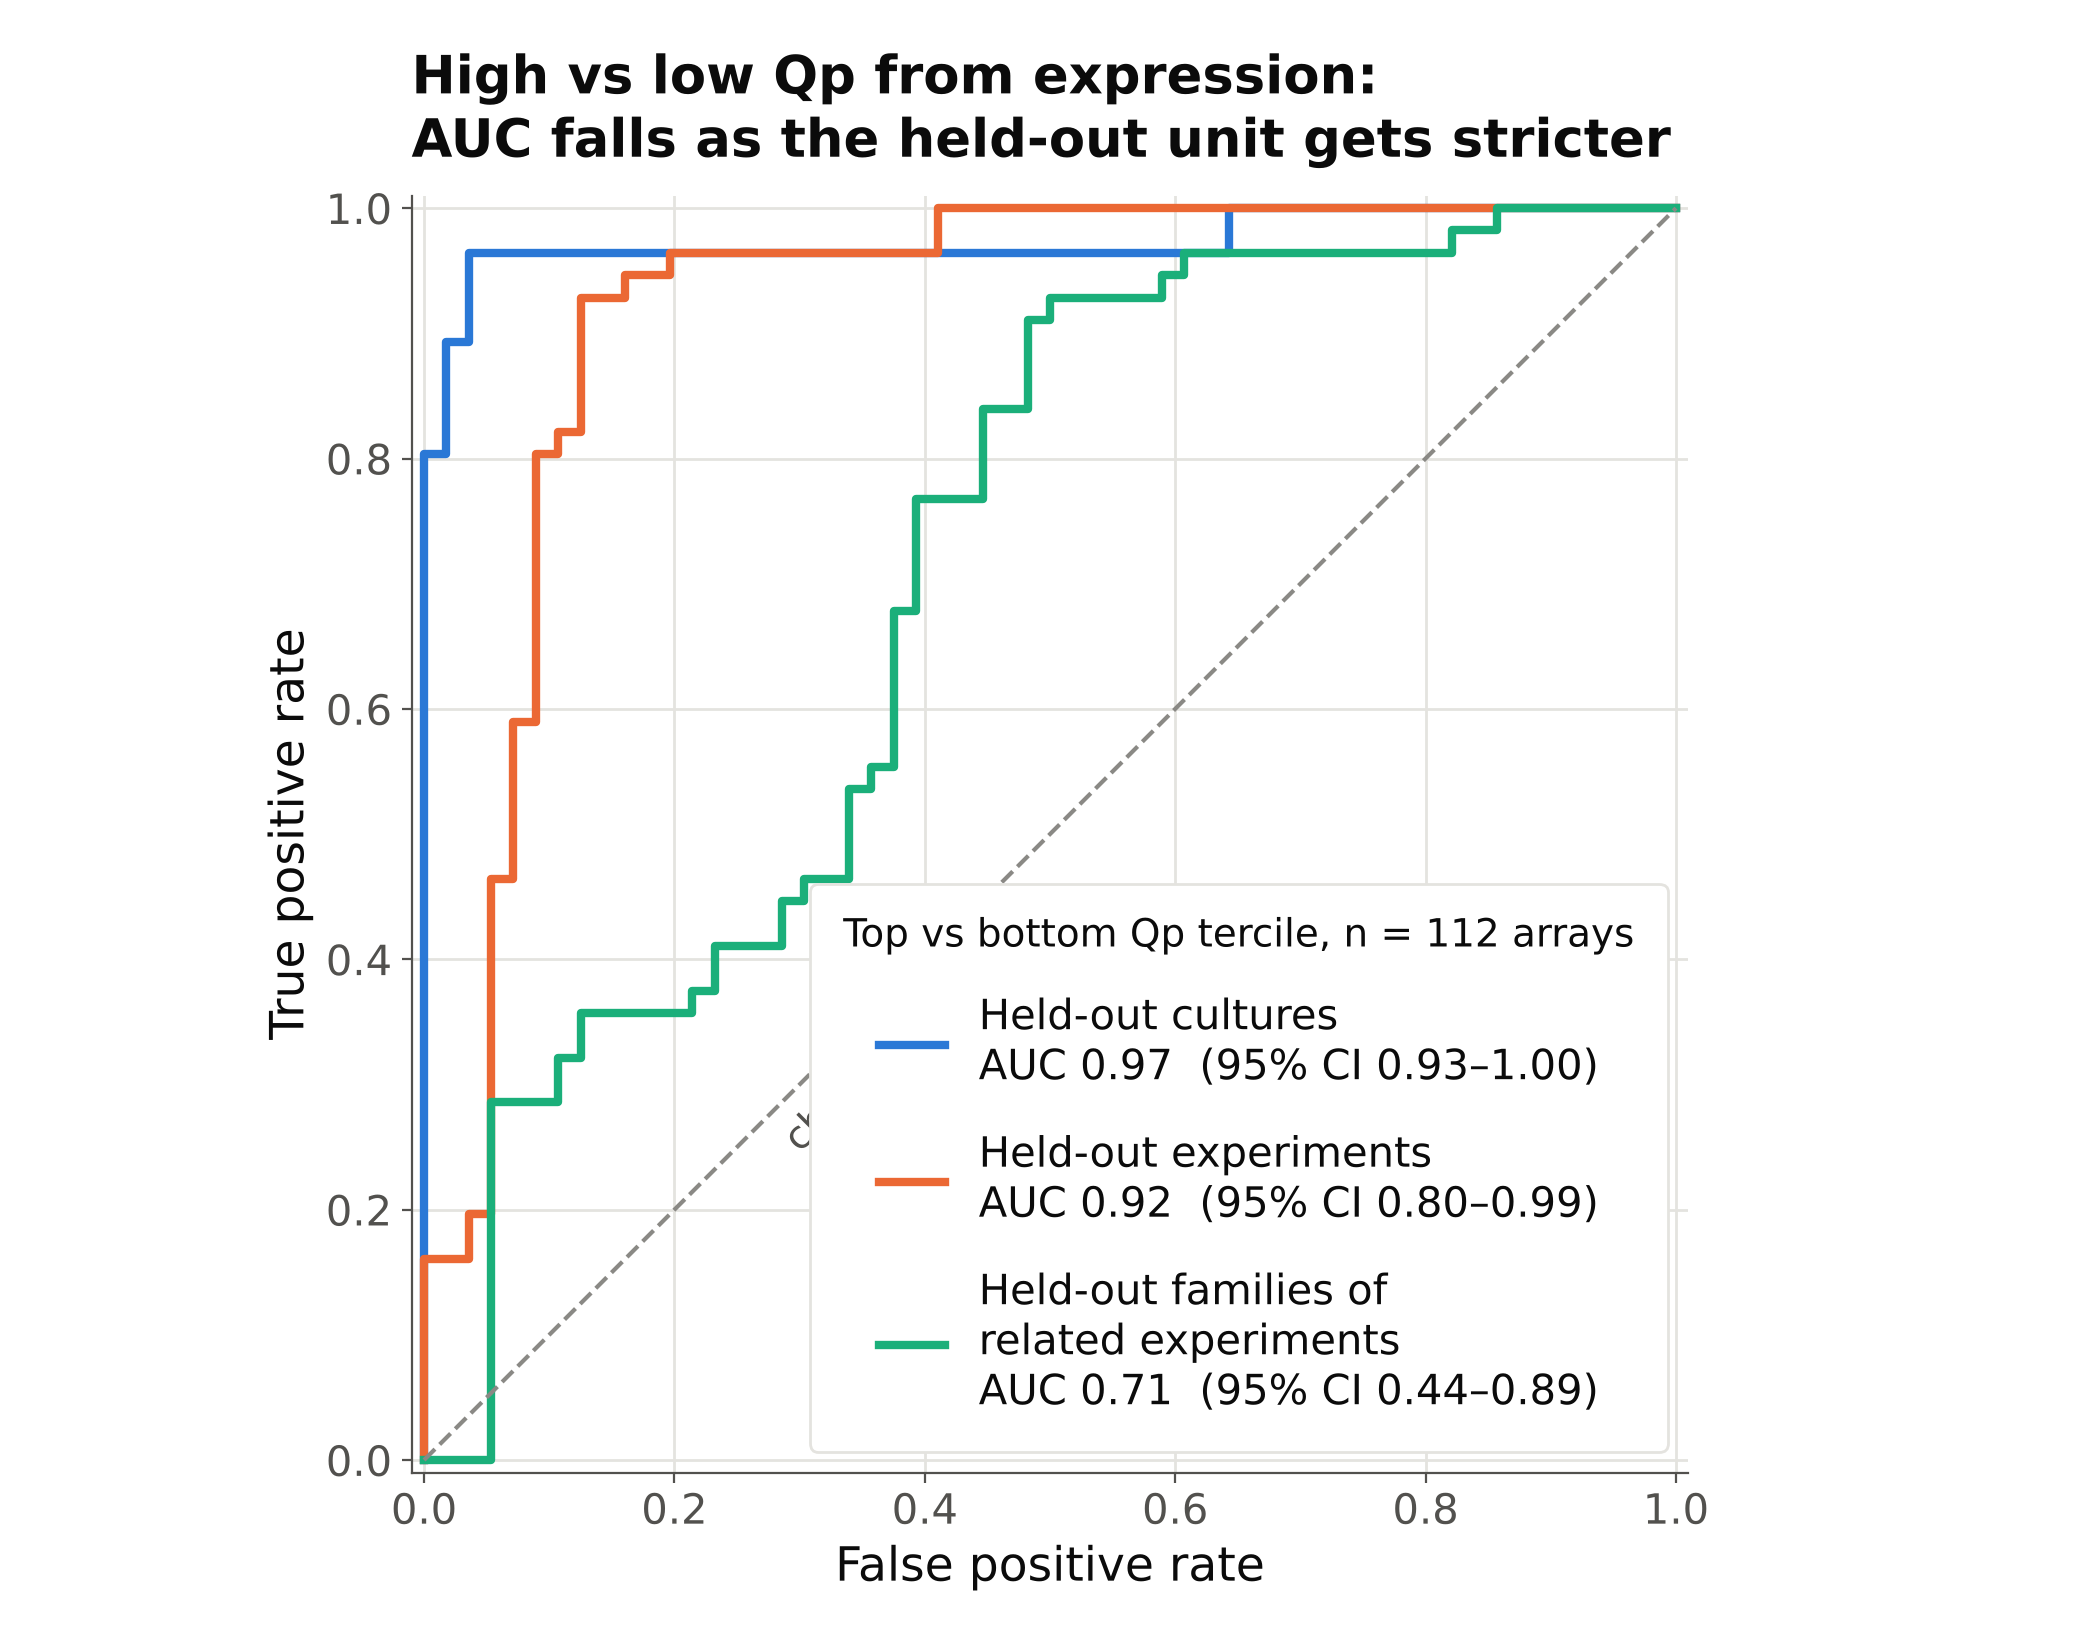 High vs low Qp from expression:
AUC falls as the held-out unit gets stricter
1.0
0.8
0.6
0.4
0.2
0.0
True positive rate
Top vs bottom Qp tercile, n = 112 arrays
Held-out cultures
AUC 0.97 (95% CI 0.93–1.00)
Held-out experiments
AUC 0.92 (95% CI 0.80–0.99)
Held-out families of
related experiments
AUC 0.71 (95% CI 0.44–0.89)
0.0 0.2 0.4 0.6 0.8 1.0
False positive rate